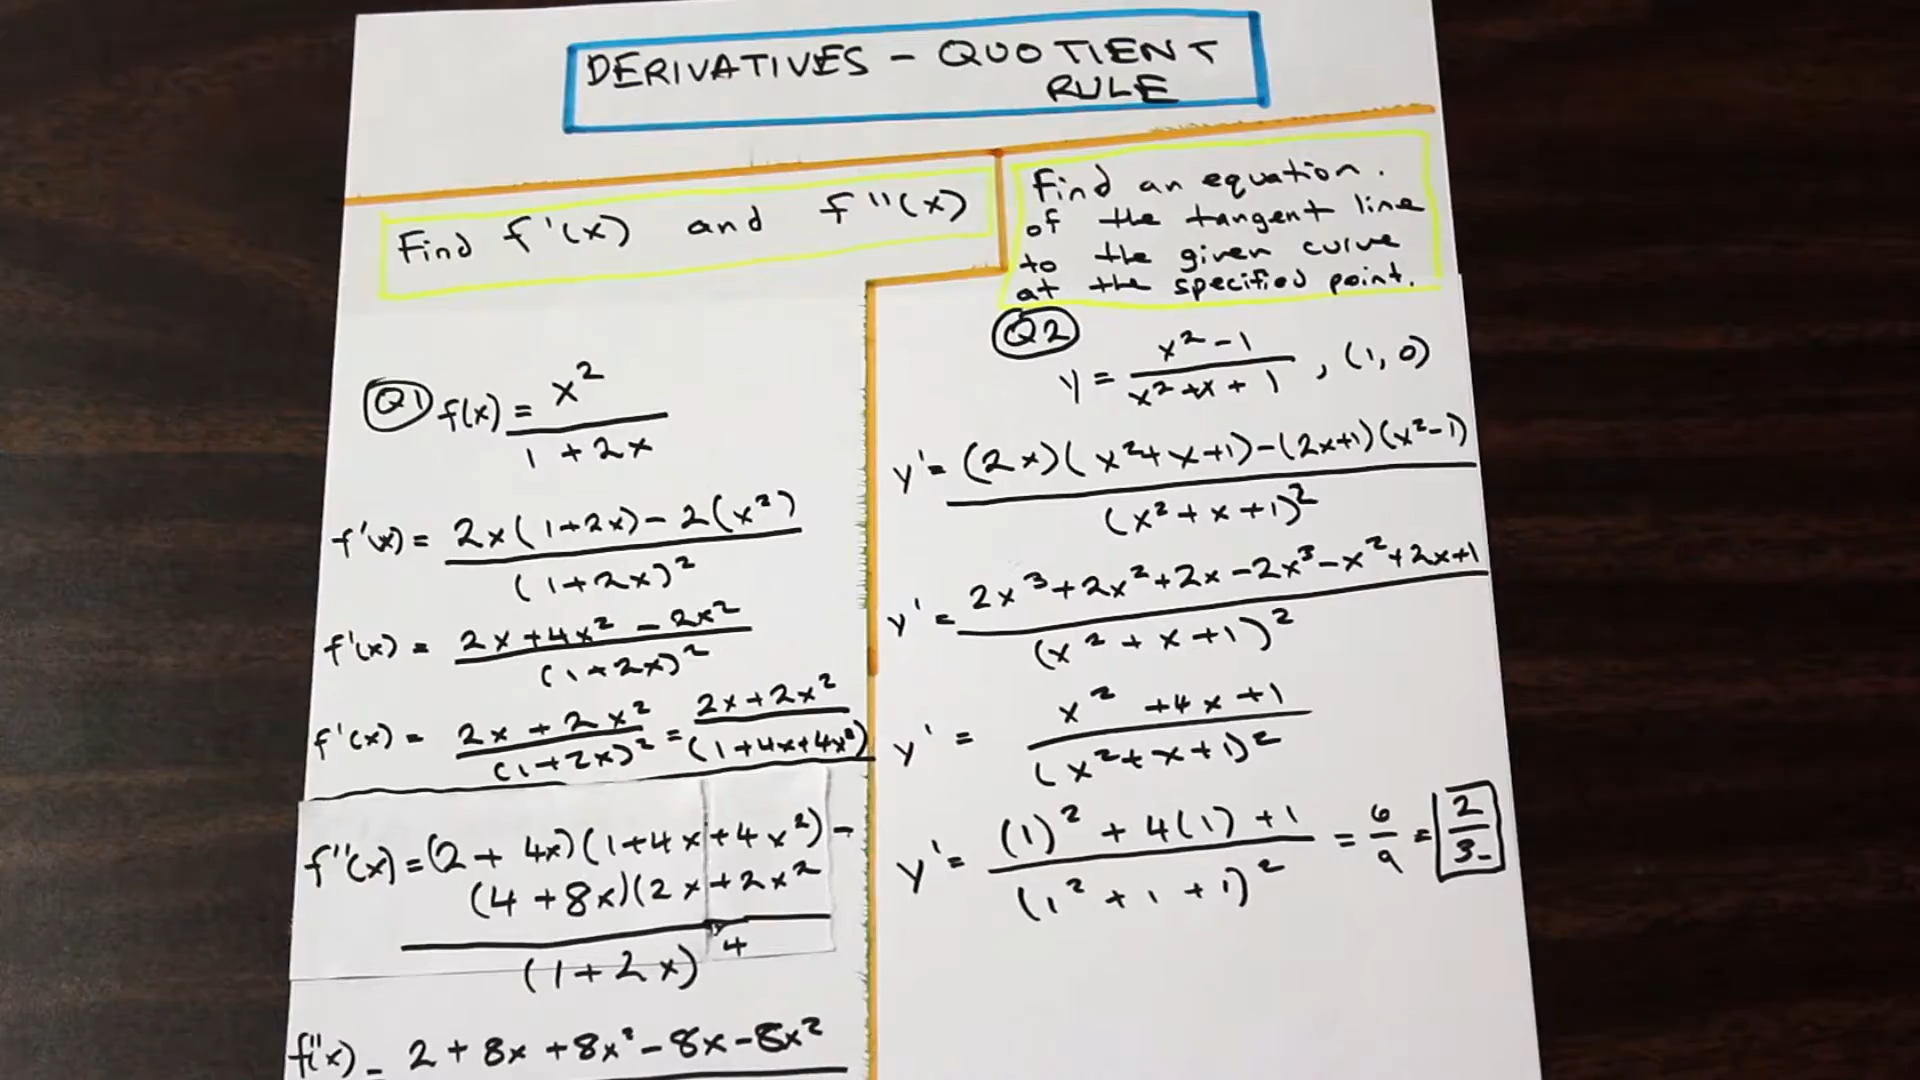 DERIVATIVES - QUOTIENT
RULE
Find f'(x) and f''(x)
Q1 f(x) = x²/1+2x
f'(x) = 2x(1+2x)-2(x²)/(1+2x)²
f'(x) = 2x+4x²-2x²/(1+2x)²
f'(x) = 2x+2x²/(1+2x)² = 2x+2x²/(1+4x+4x²)
f''(x) = (2+4x)(1+4x+4x²)-
(4+8x)(2x+2x²
(1+2x)⁴
f''(x) = 2+8x+8x²-8x-8x²
Find an equation.
of the tangent line
to the given curve
at the specified point.
Q2
y = x²-1/x²+x+1, (1,0)
y' = (2x)(x²+x+1)-(2x+1)(x²-1)/(x²+x+1)²
y' = 2x³+2x²+2x-2x³-x²+2x+1/(x²+x+1)²
y' = x²+4x+1/(x²+x+1)²
y' = (1)²+4(1)+1/(1²+1+1)² = 6/9 = 2/3